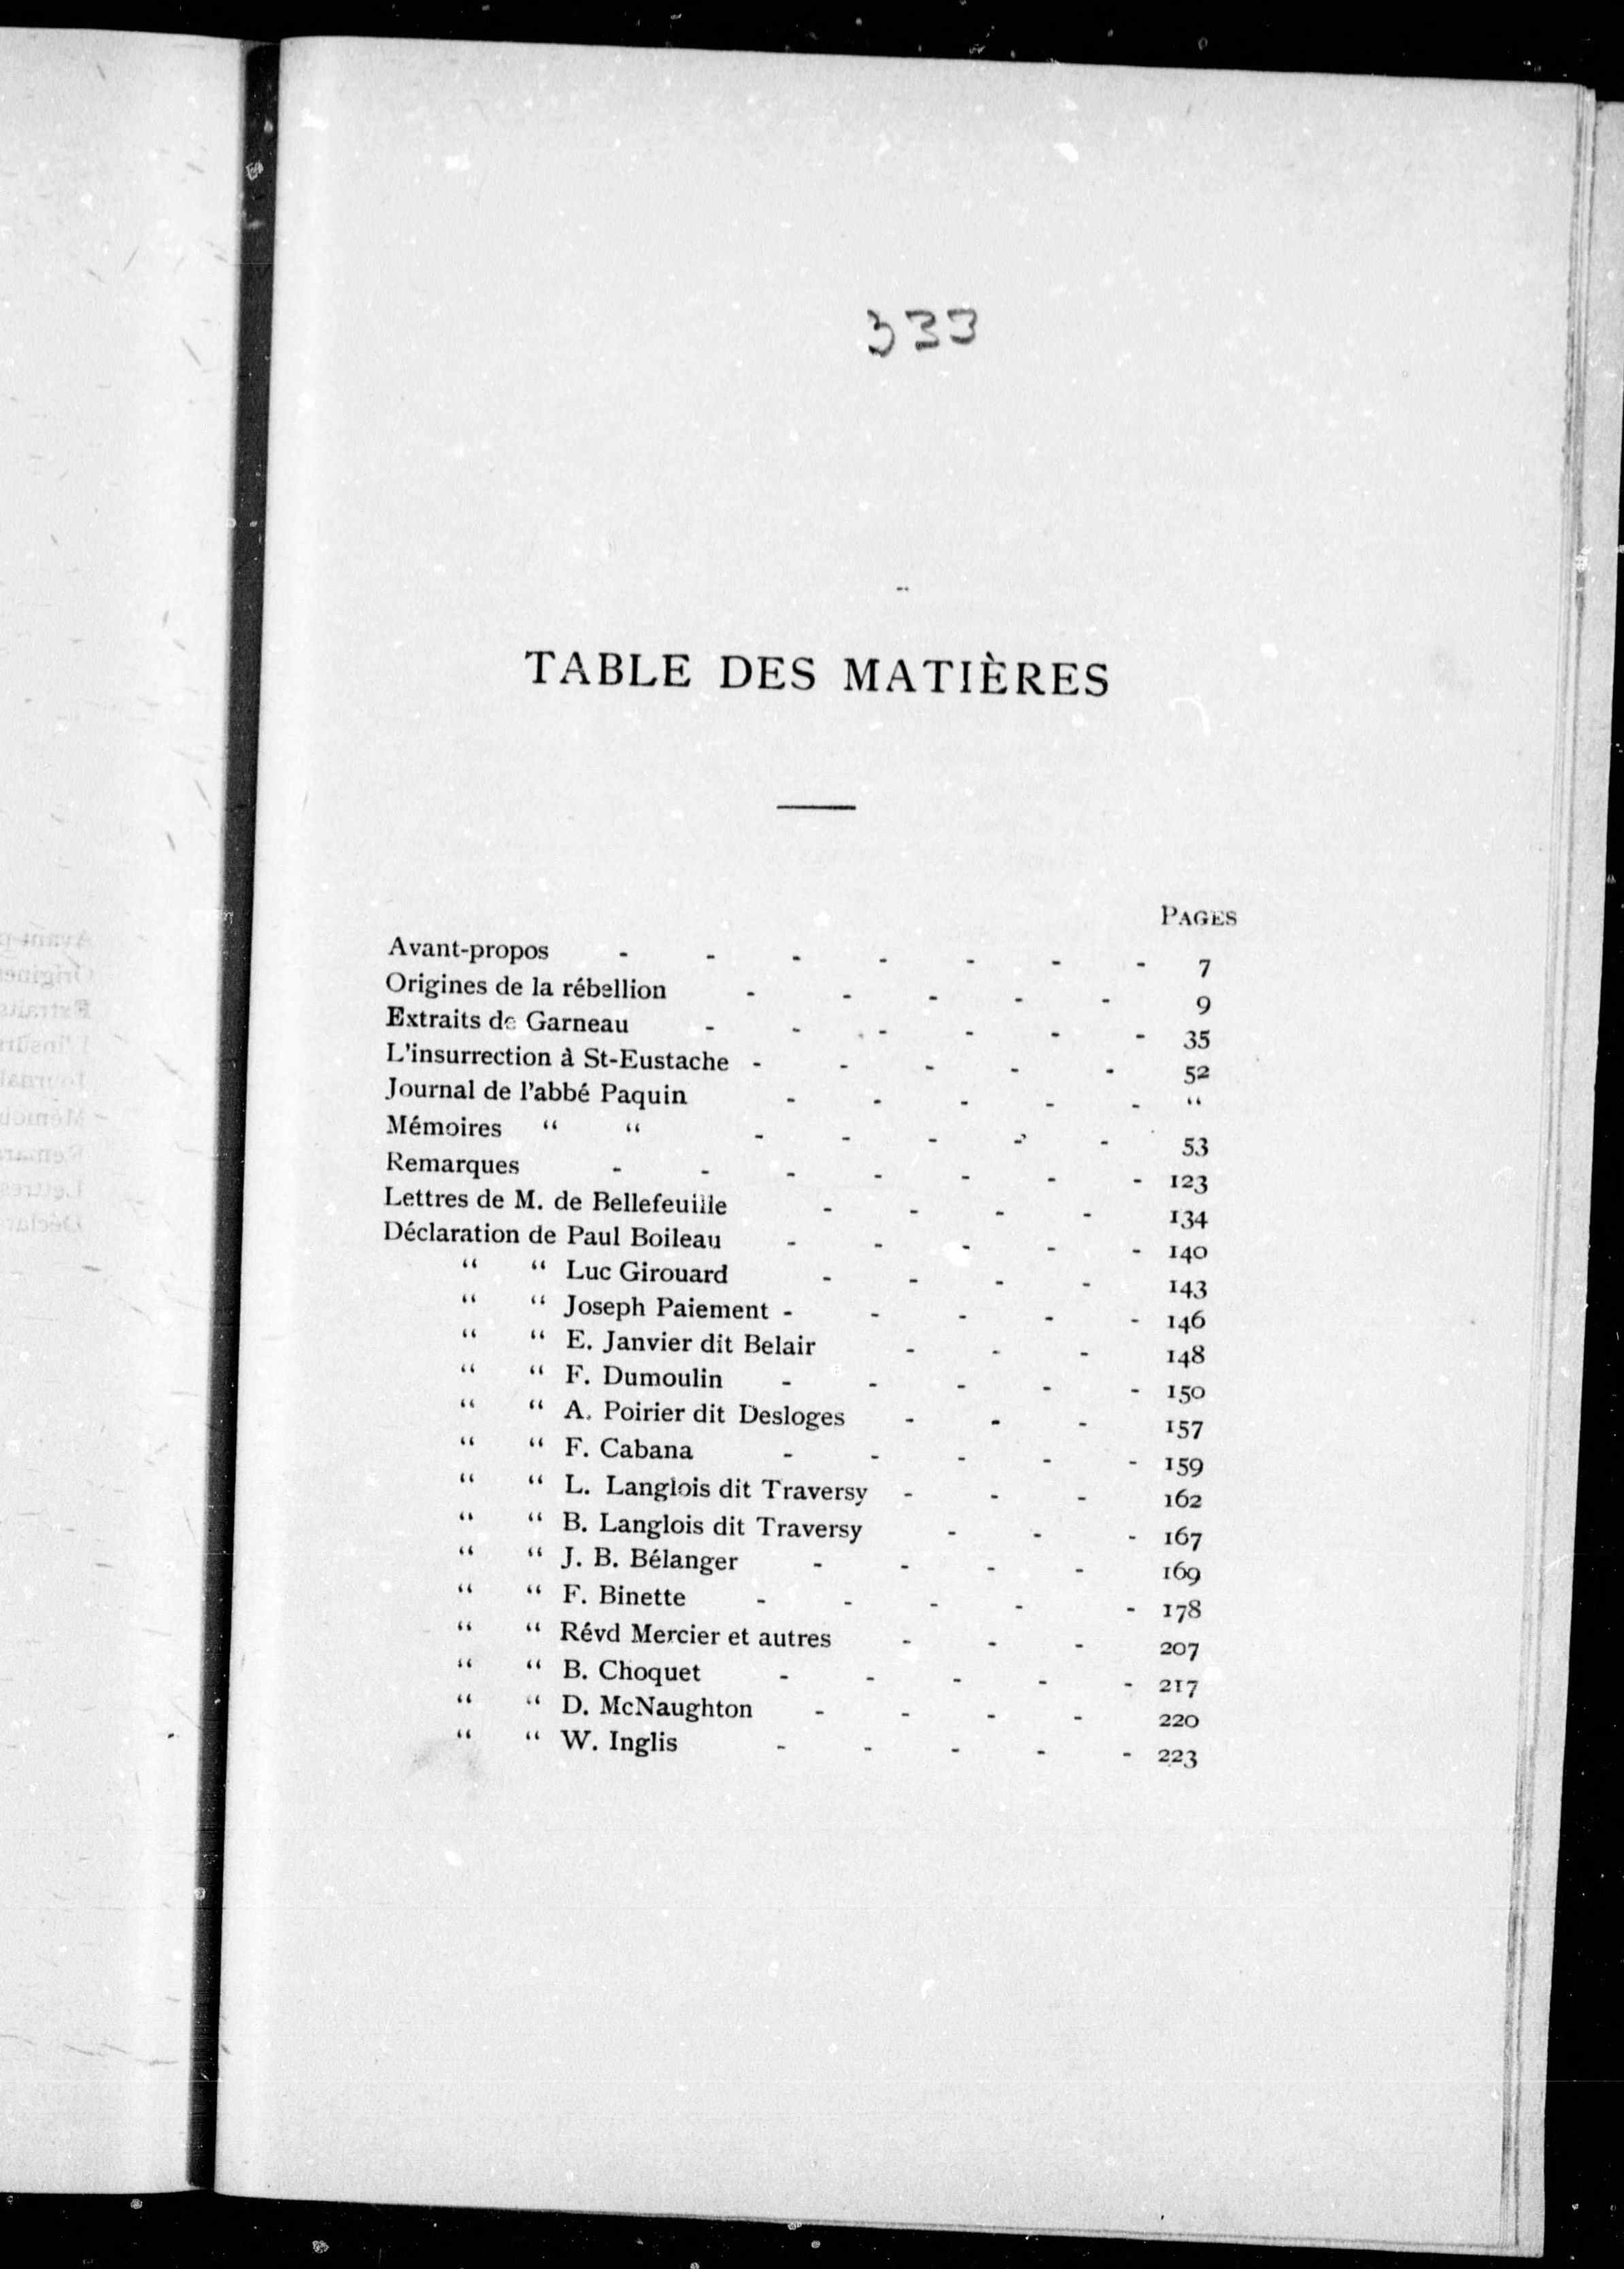 333
TABLE DES MATIÈRES
PAGES
Avant-propos - - - - - - - 7
Origines de la rébellion - - - - - 9
Extraits de Garneau - - - - - - 35
L'insurrection à St-Eustache - - - - - 52
Journal de l'abbé Paquin - - - - - “
Mémoires “ “ - - - - - 53
Remarques - - - - - - - 123
Lettres de M. de Bellefeuille - - - - 134
Déclaration de Paul Boileau - - - - - 140
“ “ Luc Girouard - - - - 143
“ “ Joseph Paiement - - - - - 146
“ “ E. Janvier dit Belair - - - 148
“ “ F. Dumoulin - - - - - 150
“ “ A. Poirier dit Desloges - - - 157
“ “ F. Cabana - - - - - 159
“ “ L. Langlois dit Traversy - - - 162
“ “ B. Langlois dit Traversy - - - 167
“ “ J. B. Bélanger - - - - 169
“ “ F. Binette - - - - - 178
“ “ Révd Mercier et autres - - - 207
“ “ B. Choquet - - - - - 217
“ “ D. McNaughton - - - - 220
“ “ W. Inglis - - - - - 223